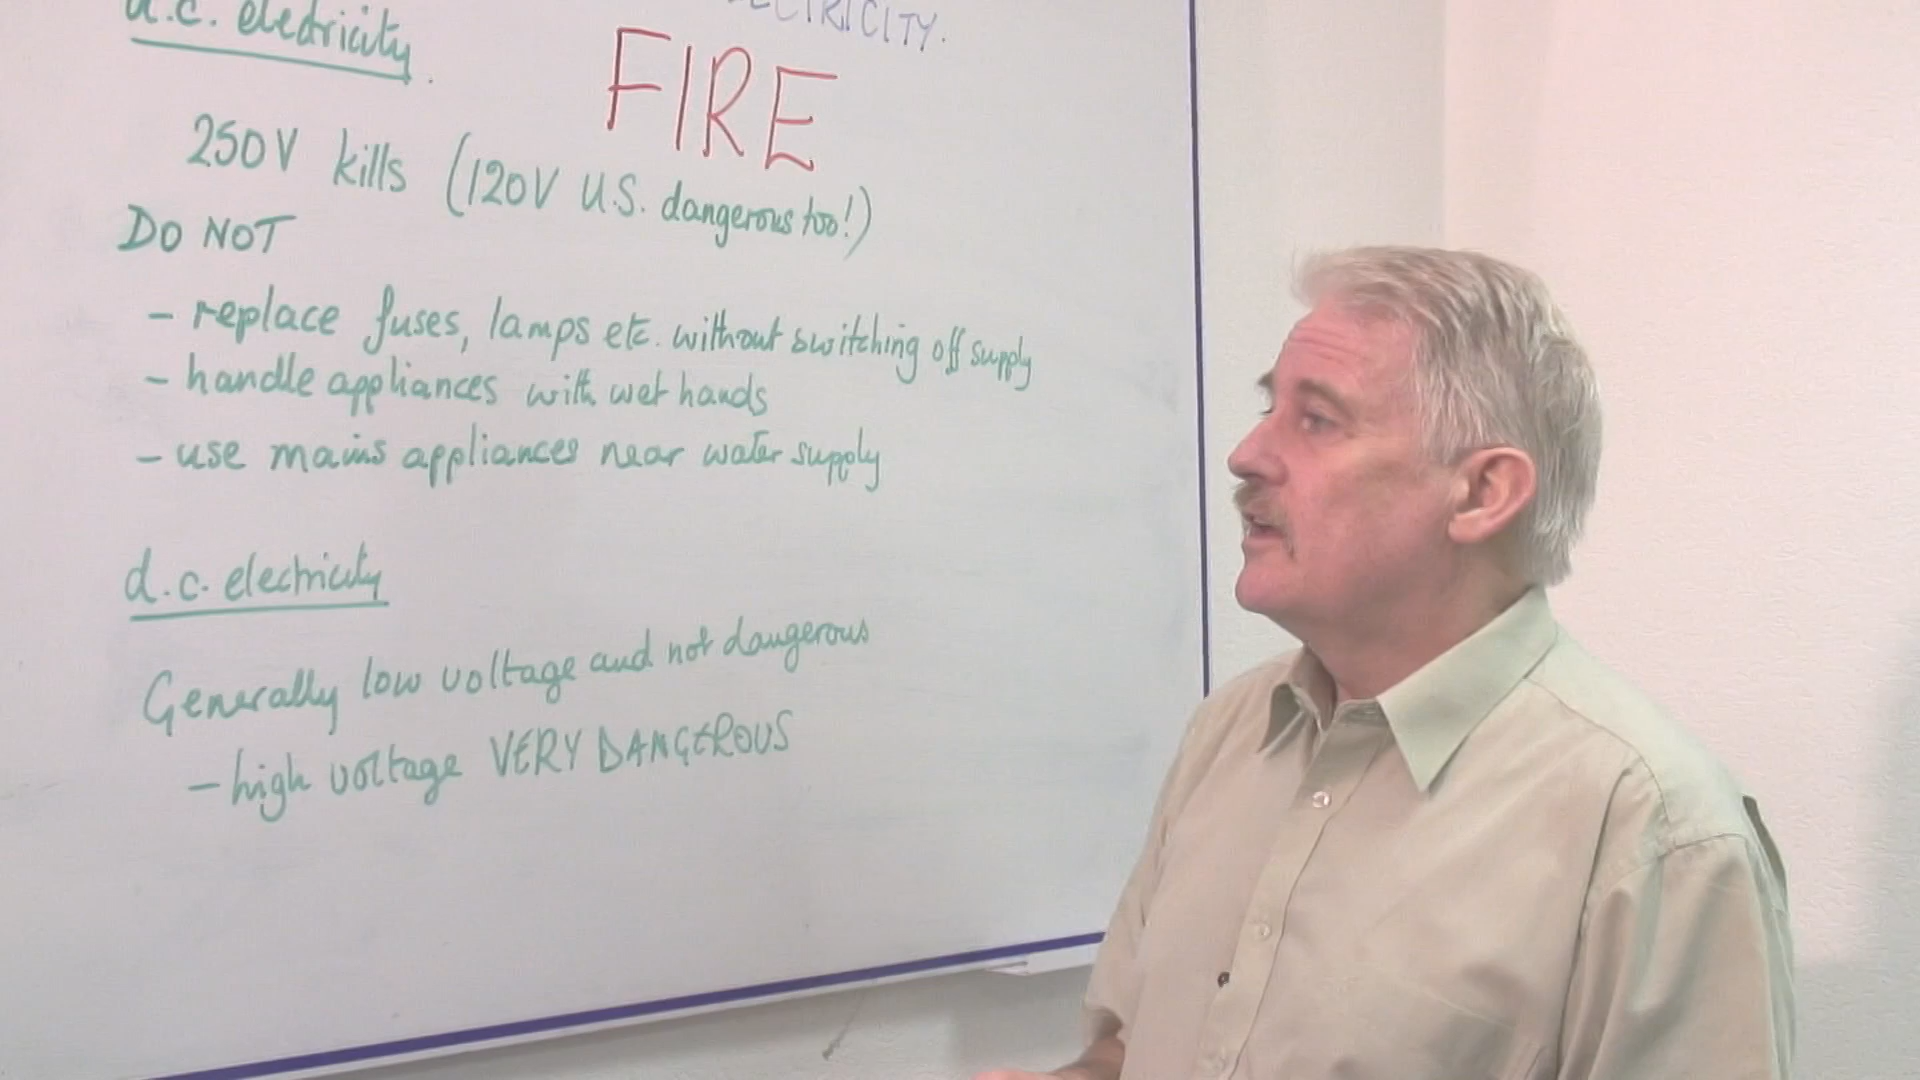 ELECTRICITY.
a.c. electricity.
FIRE
250V kills (120V U.S. dangerous too!)
DO NOT
- replace fuses, lamps etc. without switching off supply
- handle appliances with wet hands
- use mains appliances near water supply
d.c. electricity
Generally low voltage and not dangerous
- high voltage VERY DANGEROUS